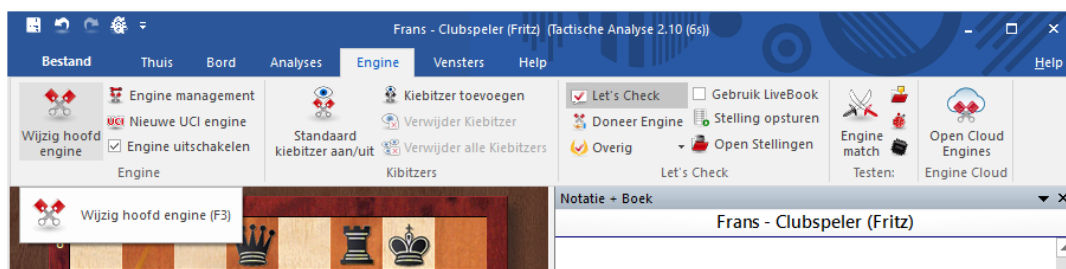 Frans - Clubspeler (Fritz) (Tactische Analyse 2.10 (6s))
Bestand Thuis Bord Analyses Engine Vensters Help Help
Wijzig hoofd
engine
Engine management
UCI Nieuwe UCI engine
Engine uitschakelen
Engine
Standaard
kiebitzer aan/uit
Kiebitzer toevoegen
Verwijder Kiebitzer
Verwijder alle Kiebitzers
Kibitzers
Let's Check
Doneer Engine
Overig
Gebruik LiveBook
Stelling opsturen
Open Stellingen
Let's Check
Engine
match
Testen:
Open Cloud
Engines
Engine Cloud
Wijzig hoofd engine (F3)
Notatie + Boek
Frans - Clubspeler (Fritz)
8